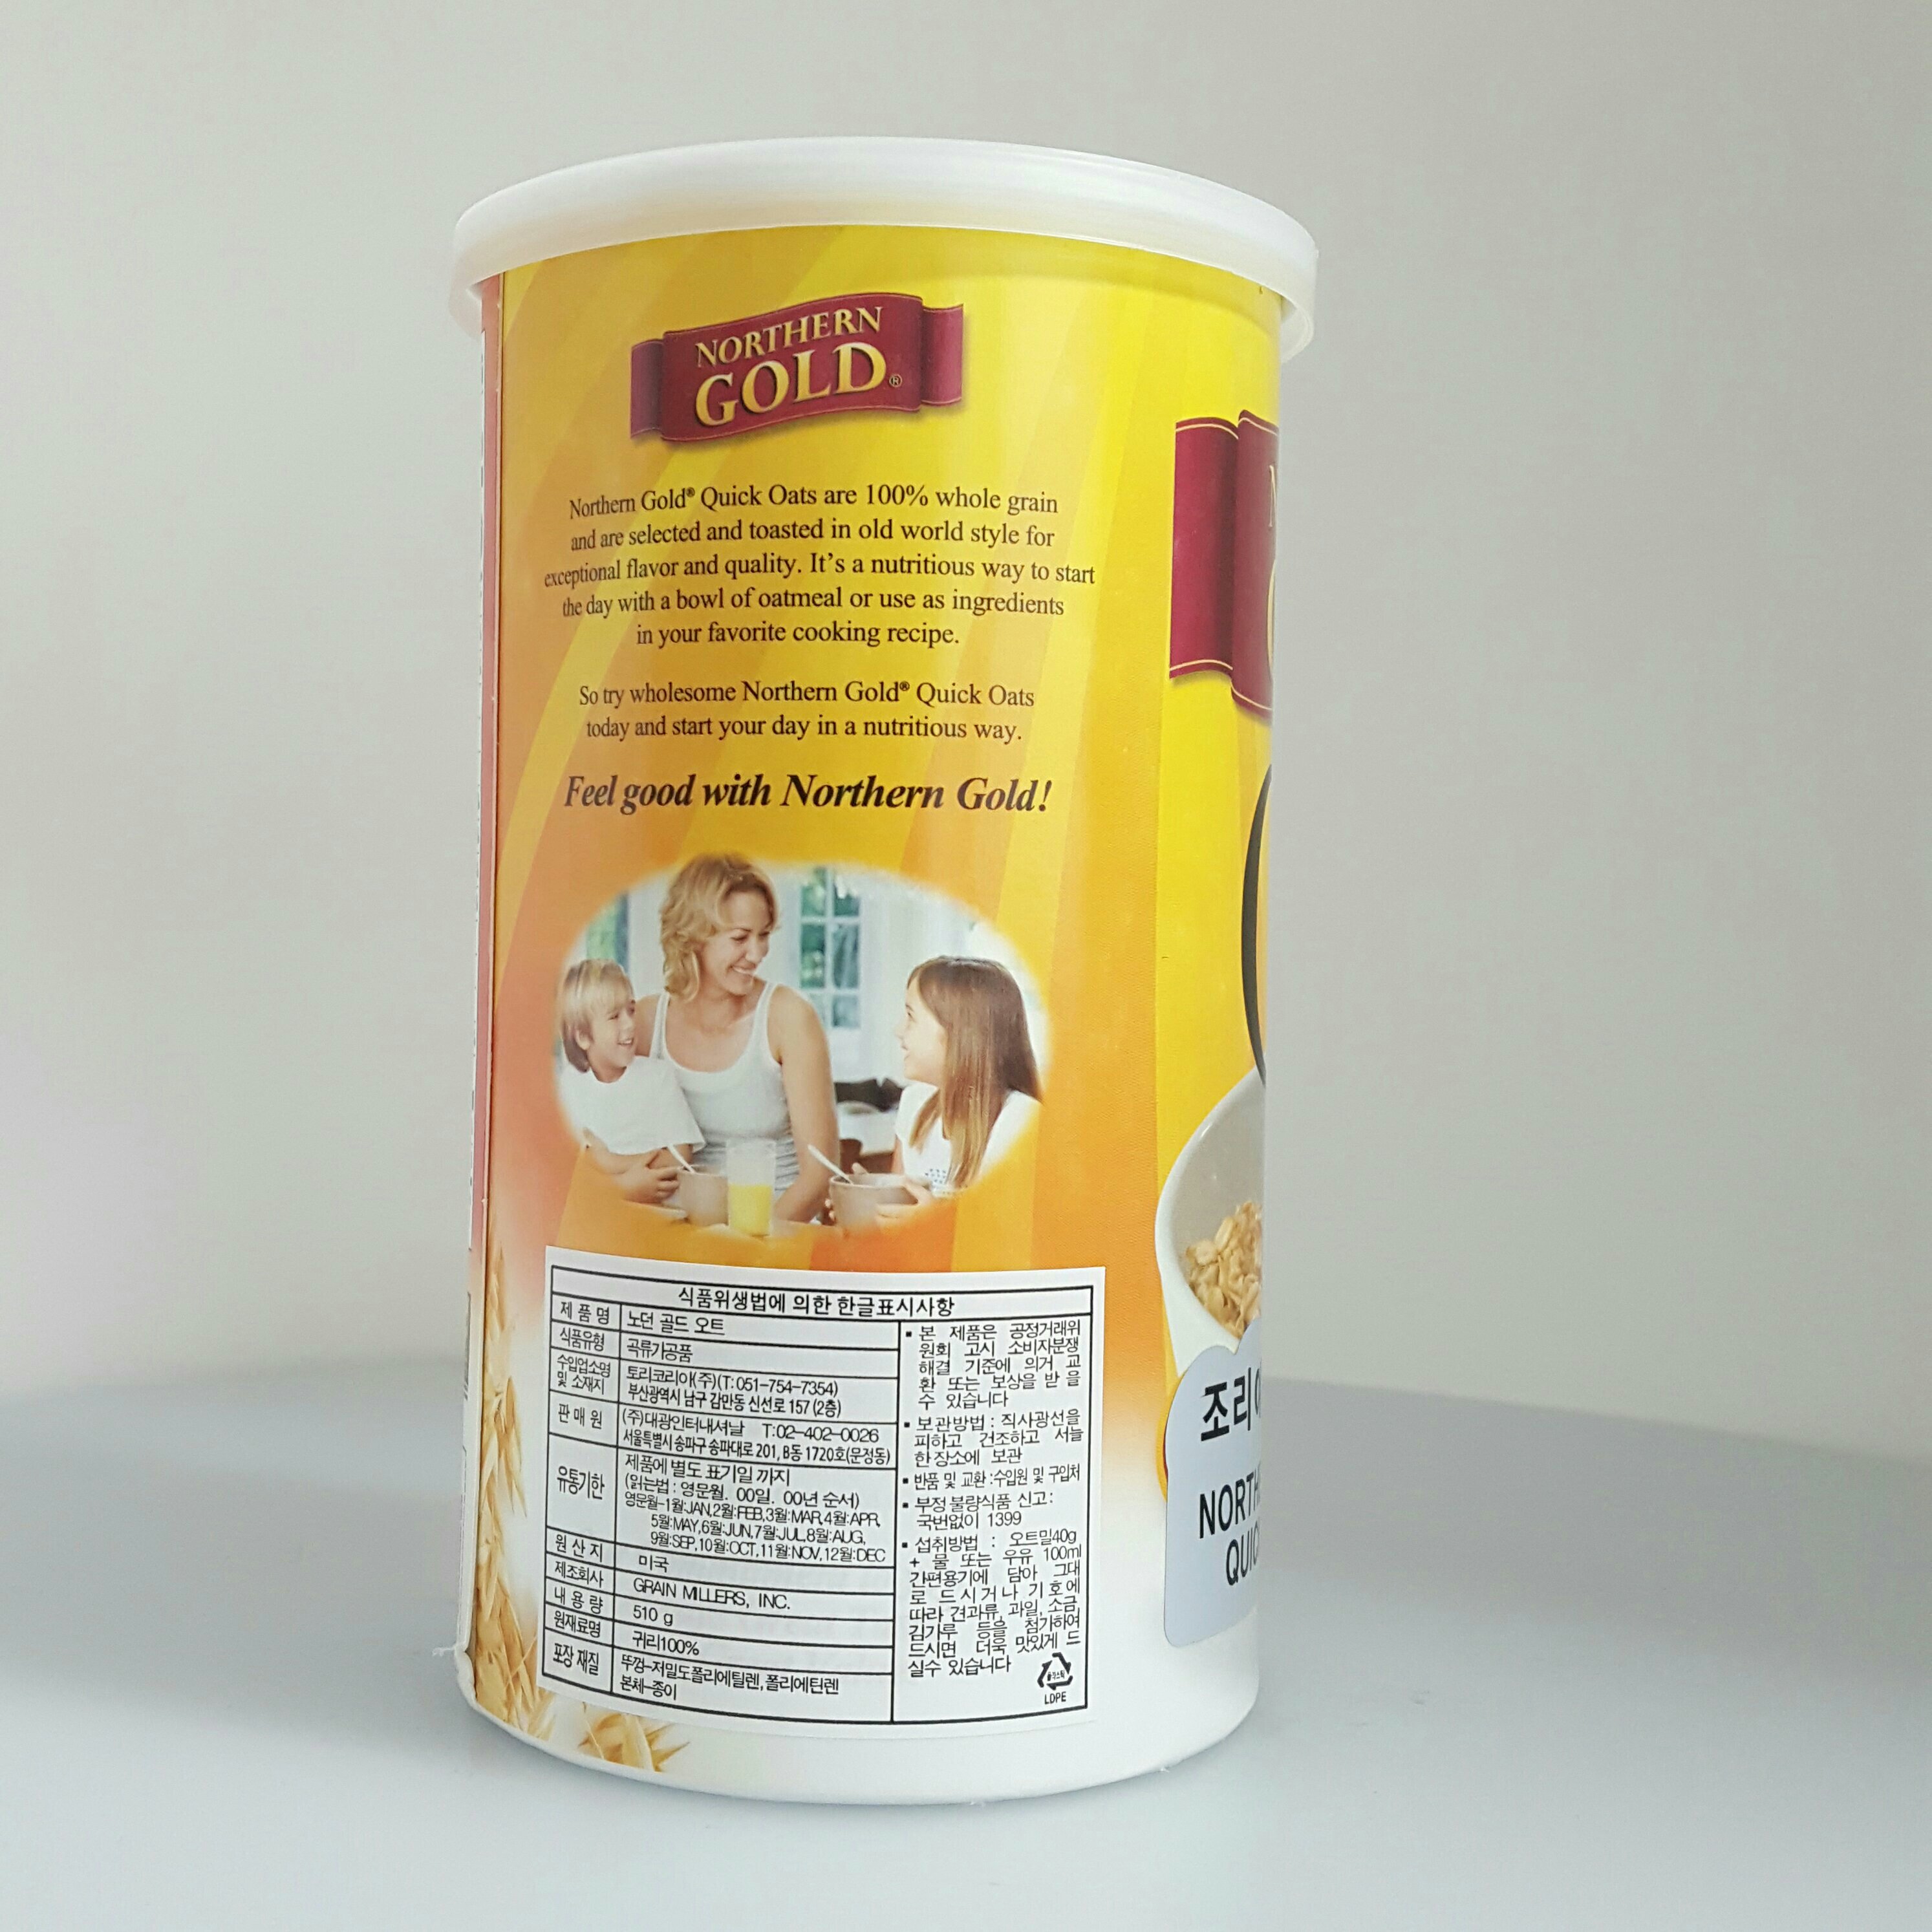 NORTHERN
GOLD®
Northern Gold® Quick Oats are 100% whole grain
and are selected and toasted in old world style for
exceptional flavor and quality. It's a nutritious way to start
the day with a bowl of oatmeal or use as ingredients
in your favorite cooking recipe.
So try wholesome Northern Gold® Quick Oats
today and start your day in a nutritious way.
Feel good with Northern Gold!
식품위생법에 의한 한글표시사항
제 품 명 노던 골드 오트
식품유형 곡류가공품
수입업소명
및 소재지
토리코리아(주)(T:051-754-7354)
부산광역시 남구 감만동 신선로 157 (2층)
판 매 원
(주)대광인터내셔날 T:02-402-0026
서울특별시 송파구 송파대로 201, B동 1720호(문정동)
유통기한
제품에 별도 표기일 까지
(읽는법 : 영문월. 00일. 00년 순서)
영문월-1월:JAN,2월:FEB,3월:MAR,4월:APR,
5월:MAY,6월:JUN,7월:JUL,8월:AUG,
9월:SEP,10월:OCT,11월:NOV,12월:DEC
원 산 지 미국
제조회사 GRAIN MILLERS, INC.
내 용 량 510 g
원재료명 귀리100%
포장 재질 뚜껑-저밀도폴리에틸렌,폴리에틴렌
본체-종이
▪ 본 제품은 공정거래위
원회 고시 소비자분쟁
해결 기준에 의거 교
환 또는 보상을 받 을
수 있습니다
▪ 보관방법 : 직사광선을
피하고 건조하고 서늘
한 장소에 보관
▪ 반품 및 교환 :수입원 및 구입처
▪ 부정 불량식품 신고 :
국번없이 1399
▪ 섭취방법 : 오트밀40g
+ 물 또는 우유 100ml
간편용기에 담아 그대
로 드 시 거 나 기 호 에
따라 견과류, 과일, 소금,
김가루 등을 첨가하여
드시면 더욱 맛있게 드
실수 있습니다
LDPE
조리
NORTH
QUIC